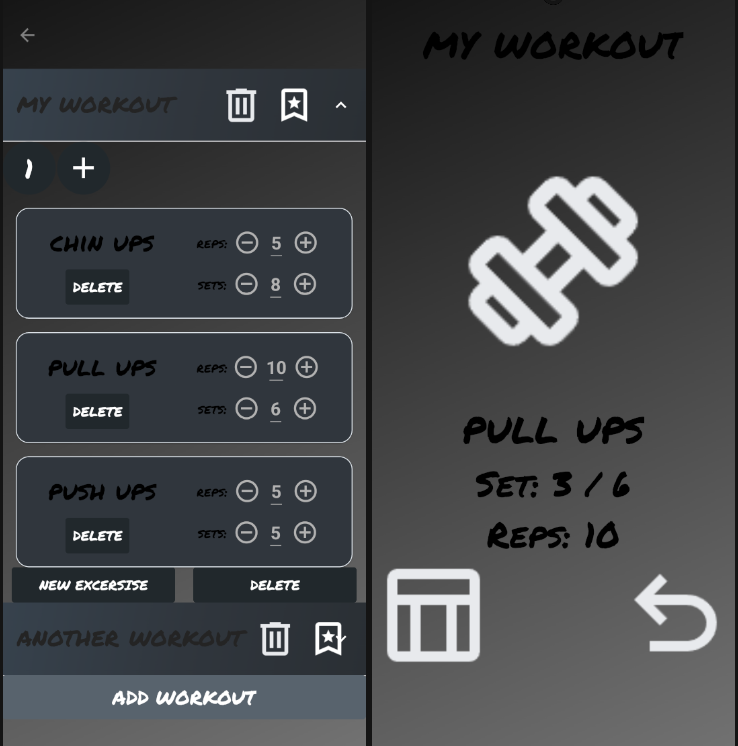 MY WORKOUT
1 +
CHIN UPS
REPS: 5
DELETE
SETS: 8
PULL UPS
REPS: 10
DELETE
SETS: 6
PUSH UPS
REPS: 5
DELETE
SETS: 5
NEW EXCERSISE DELETE
ANOTHER WORKOUT
ADD WORKOUT
MY WORKOUT
PULL UPS
SET: 3 / 6
REPS: 10